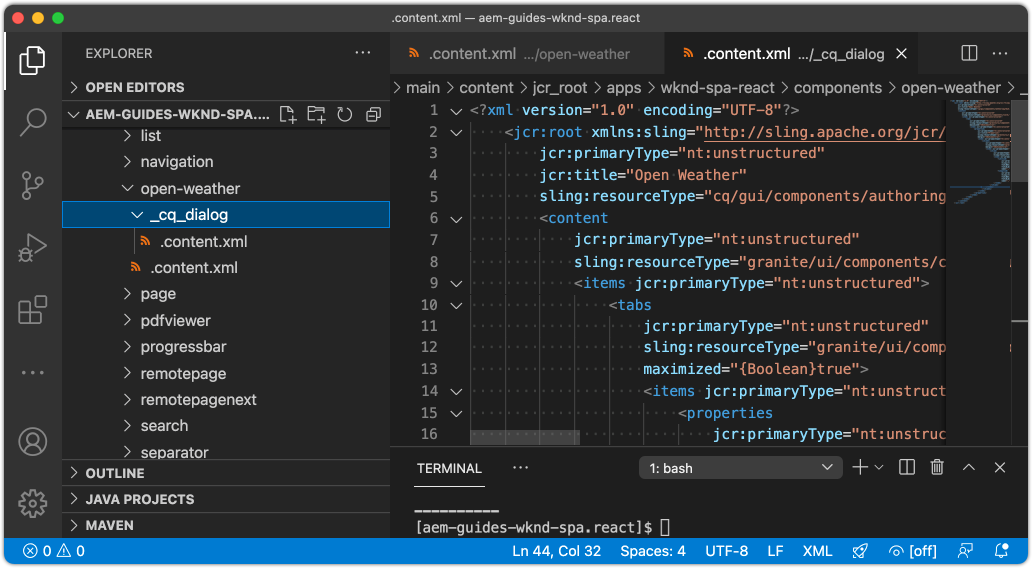 .content.xml — aem-guides-wknd-spa.react
EXPLORER
OPEN EDITORS
AEM-GUIDES-WKND-SPA....
list
navigation
open-weather
_cq_dialog
.content.xml
.content.xml
page
pdfviewer
progressbar
remotepage
remotepagenext
search
separator
OUTLINE
JAVA PROJECTS
MAVEN
.content.xml .../open-weather
.content.xml .../_cq_dialog
main > content > jcr_root > apps > wknd-spa-react > components > open-weather >
1 <?xml version="1.0" encoding="UTF-8"?>
2 <jcr:root xmlns:sling="http://sling.apache.org/jcr/
3 jcr:primaryType="nt:unstructured"
4 jcr:title="Open Weather"
5 sling:resourceType="cq/gui/components/authoring
6 <content
7 jcr:primaryType="nt:unstructured"
8 sling:resourceType="granite/ui/components/c
9 <items jcr:primaryType="nt:unstructured">
10 <tabs
11 jcr:primaryType="nt:unstructured"
12 sling:resourceType="granite/ui/comp
13 maximized="{Boolean}true">
14 <items jcr:primaryType="nt:unstruct
15 <properties
16 jcr:primaryType="nt:unstruc
TERMINAL
1: bash
[aem-guides-wknd-spa.react]$
0 0
Ln 44, Col 32 Spaces: 4 UTF-8 LF XML [off]